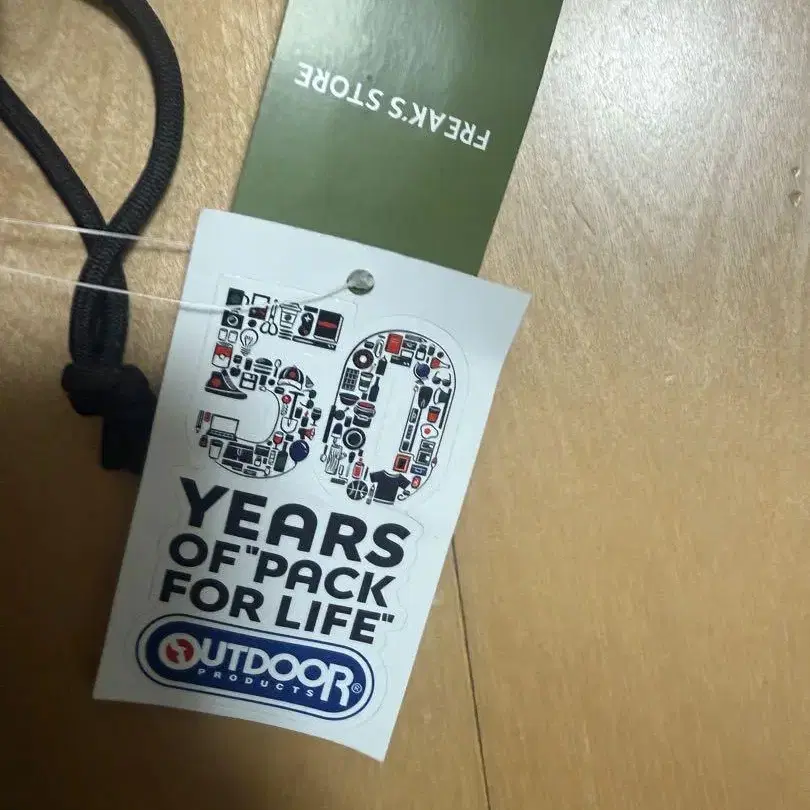 FREAK'S STORE
50
YEARS
OF "PACK
FOR LIFE"
OUTDOOR
PRODUCTS®